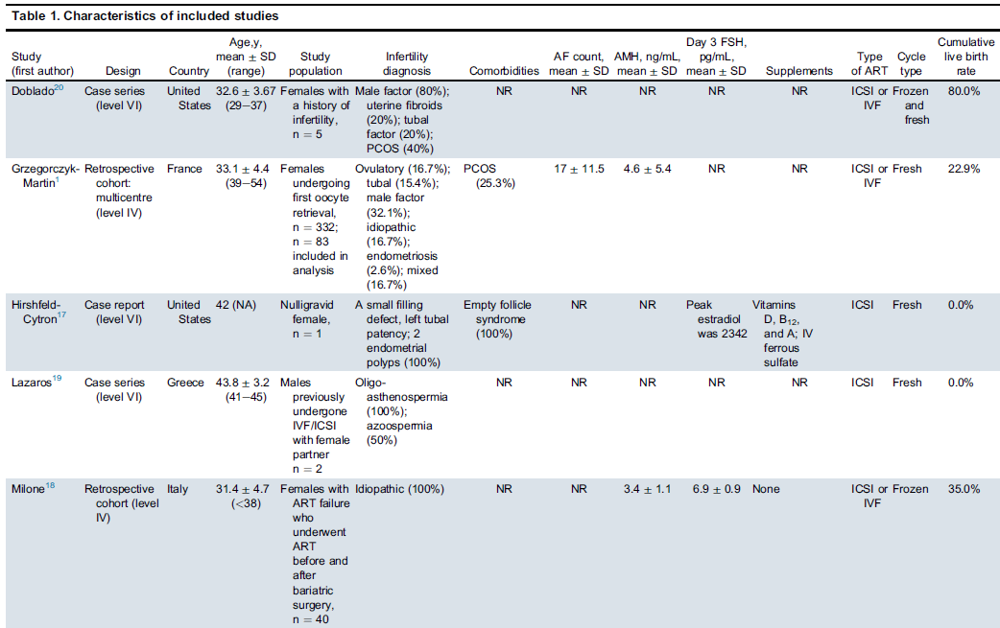 Table 1. Characteristics of included studies
Study (first author) Design Country Age,y, mean ± SD (range) Study population Infertility diagnosis Comorbidities AF count, mean ± SD AMH, ng/mL, mean ± SD Day 3 FSH, pg/mL, mean ± SD Supplements Type of ART Cycle type Cumulative live birth rate
Doblado20 Case series 32.6 ± 3.67 Females with Male factor (80%); NR NR NR NR NR ICSI or Frozen 80.0%
(level VI) United States (29−37) a history of uterine fibroids IVF and
infertility, (20%); tubal fresh
n = 5 factor (20%);
PCOS (40%)
Grzegorczyk- Retrospective France 33.1 ± 4.4 Females Ovulatory (16.7%); PCOS 17 ± 11.5 4.6 ± 5.4 NR NR ICSI or Fresh 22.9%
Martin1 cohort: (39−54) undergoing tubal (15.4%); (25.3%) IVF
multicentre first oocyte male factor
(level IV) retrieval, (32.1%);
n = 332; idiopathic
n = 83 (16.7%);
included in endometriosis
analysis (2.6%); mixed
(16.7%)
Hirshfeld- Case report United 42 (NA) Nulligravid A small filling Empty follicle NR NR Peak Vitamins ICSI Fresh 0.0%
Cytron17 (level VI) States female, defect, left tubal syndrome estradiol D, B12,
n = 1 patency; 2 (100%) was 2342 and A; IV
endometrial ferrous
polyps (100%) sulfate
Lazaros19 Case series Greece 43.8 ± 3.2 Males Oligo- NR NR NR NR NR ICSI Fresh 0.0%
(level VI) (41−45) previously asthenospermia
undergone (100%);
IVF/ICSI azoospermia
with female (50%)
partner
n = 2
Milone18 Retrospective Italy 31.4 ± 4.7 Females with Idiopathic (100%) NR NR 3.4 ± 1.1 6.9 ± 0.9 None ICSI or Frozen 35.0%
cohort (level (<38) ART failure IVF
IV) who
underwent
ART
before and
after
bariatric
surgery,
n = 40